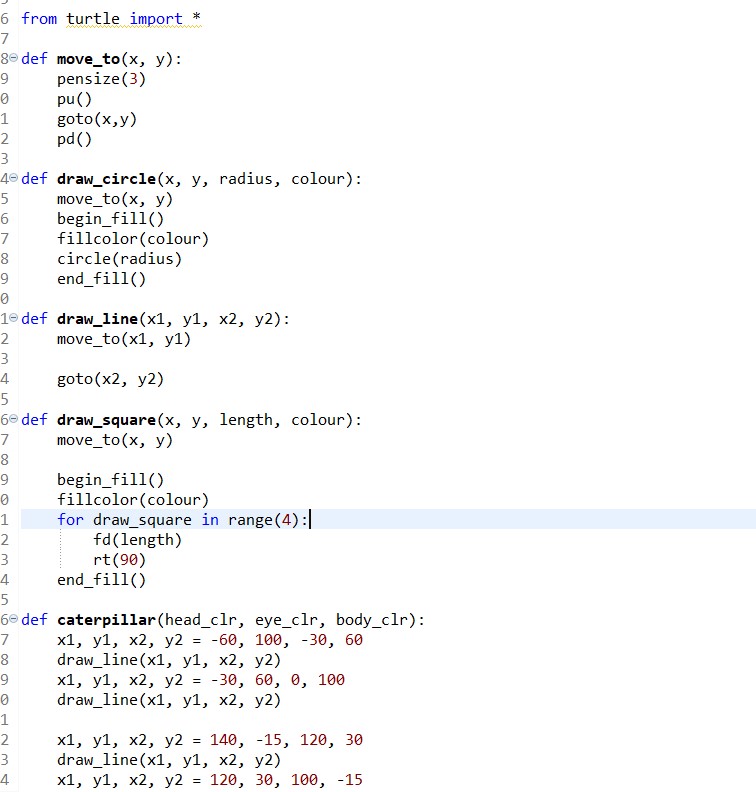 6 from turtle import *
7
8 def move_to(x, y):
9     pensize(3)
0     pu()
1     goto(x,y)
2     pd()
3
4 def draw_circle(x, y, radius, colour):
5     move_to(x, y)
6     begin_fill()
7     fillcolor(colour)
8     circle(radius)
9     end_fill()
0
1 def draw_line(x1, y1, x2, y2):
2     move_to(x1, y1)
3
4     goto(x2, y2)
5
6 def draw_square(x, y, length, colour):
7     move_to(x, y)
8
9     begin_fill()
0     fillcolor(colour)
1     for draw_square in range(4):
2         fd(length)
3         rt(90)
4     end_fill()
5
6 def caterpillar(head_clr, eye_clr, body_clr):
7     x1, y1, x2, y2 = -60, 100, -30, 60
8     draw_line(x1, y1, x2, y2)
9     x1, y1, x2, y2 = -30, 60, 0, 100
0     draw_line(x1, y1, x2, y2)
1
2     x1, y1, x2, y2 = 140, -15, 120, 30
3     draw_line(x1, y1, x2, y2)
4     x1, y1, x2, y2 = 120, 30, 100, -15